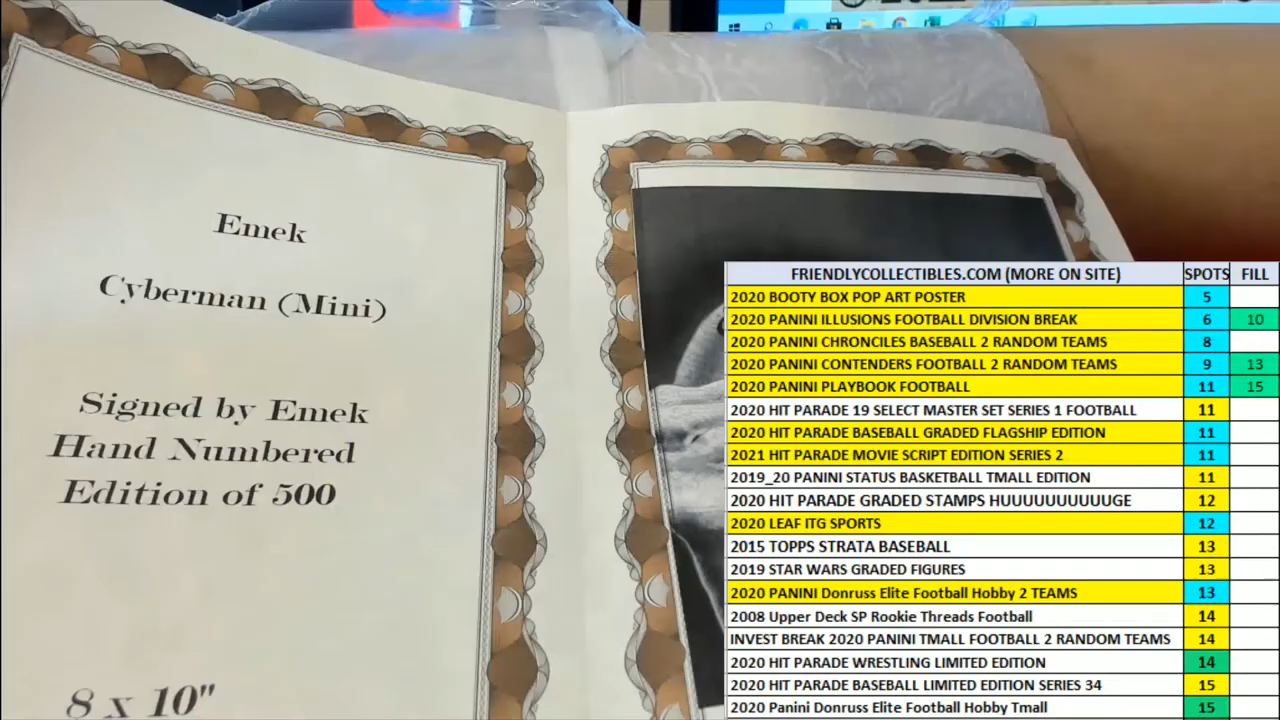 Emek
Cyberman (Mini)
Signed by Emek
Hand Numbered
Edition of 500
8 x 10"
FRIENDLYCOLLECTIBLES.COM (MORE ON SITE) SPOTS FILL
2020 BOOTY BOX POP ART POSTER 5
2020 PANINI ILLUSIONS FOOTBALL DIVISION BREAK 6 10
2020 PANINI CHRONCILES BASEBALL 2 RANDOM TEAMS 8
2020 PANINI CONTENDERS FOOTBALL 2 RANDOM TEAMS 9 13
2020 PANINI PLAYBOOK FOOTBALL 11 15
2020 HIT PARADE 19 SELECT MASTER SET SERIES 1 FOOTBALL 11
2020 HIT PARADE BASEBALL GRADED FLAGSHIP EDITION 11
2021 HIT PARADE MOVIE SCRIPT EDITION SERIES 2 11
2019_20 PANINI STATUS BASKETBALL TMALL EDITION 11
2020 HIT PARADE GRADED STAMPS HUUUUUUUUUUGE 12
2020 LEAF ITG SPORTS 12
2015 TOPPS STRATA BASEBALL 13
2019 STAR WARS GRADED FIGURES 13
2020 PANINI Donruss Elite Football Hobby 2 TEAMS 13
2008 Upper Deck SP Rookie Threads Football 14
INVEST BREAK 2020 PANINI TMALL FOOTBALL 2 RANDOM TEAMS 14
2020 HIT PARADE WRESTLING LIMITED EDITION 14
2020 HIT PARADE BASEBALL LIMITED EDITION SERIES 34 15
2020 Panini Donruss Elite Football Hobby Tmall 15